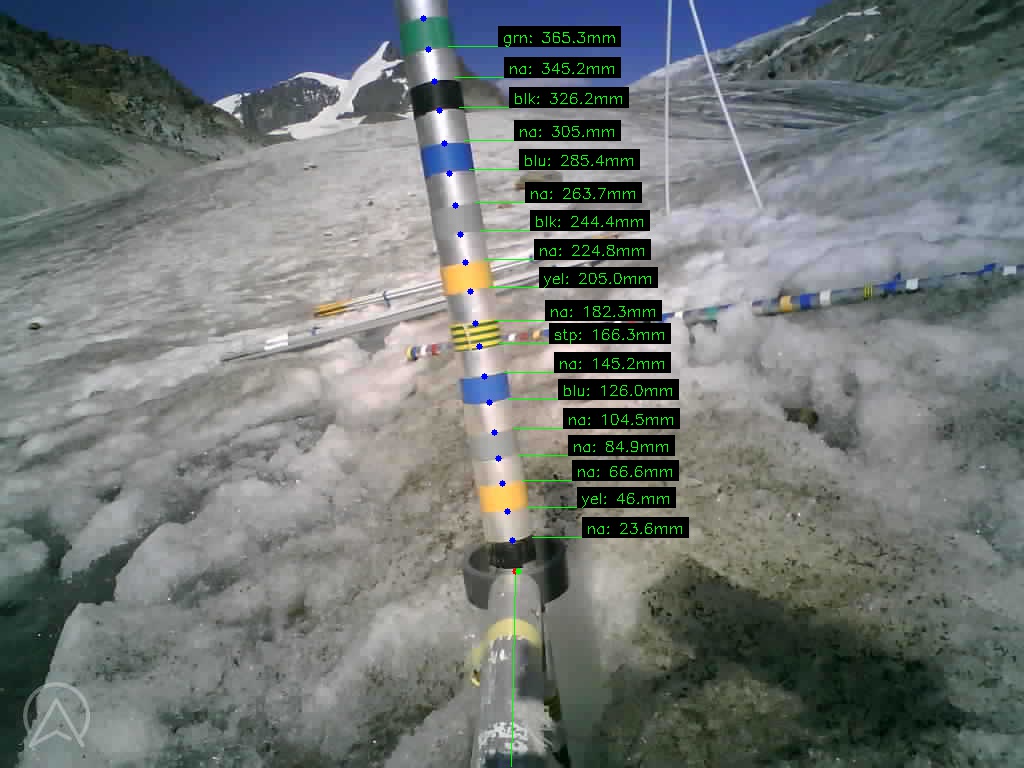 grn: 365.3mm
na: 345.2mm
blk: 326.2mm
na: 305.mm
blu: 285.4mm
na: 263.7mm
blk: 244.4mm
na: 224.8mm
yel: 205.0mm
na: 182.3mm
stp: 166.3mm
na: 145.2mm
blu: 126.0mm
na: 104.5mm
na: 84.9mm
na: 66.6mm
yel: 46.mm
na: 23.6mm